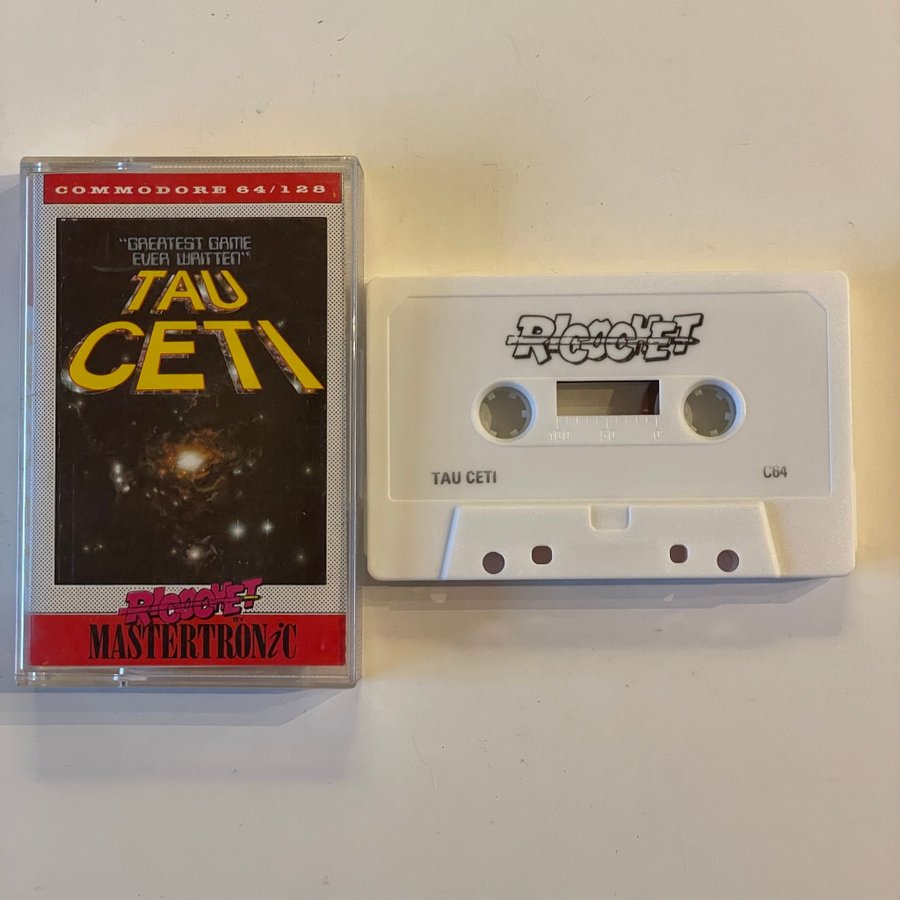 COMMODORE 64/128
"GREATEST GAME
EVER WRITTEN"
TAU
CETI
RICOCHET
BY
MASTERTRONiC
RICOCHET
100 50 0
TAU CETI
C64